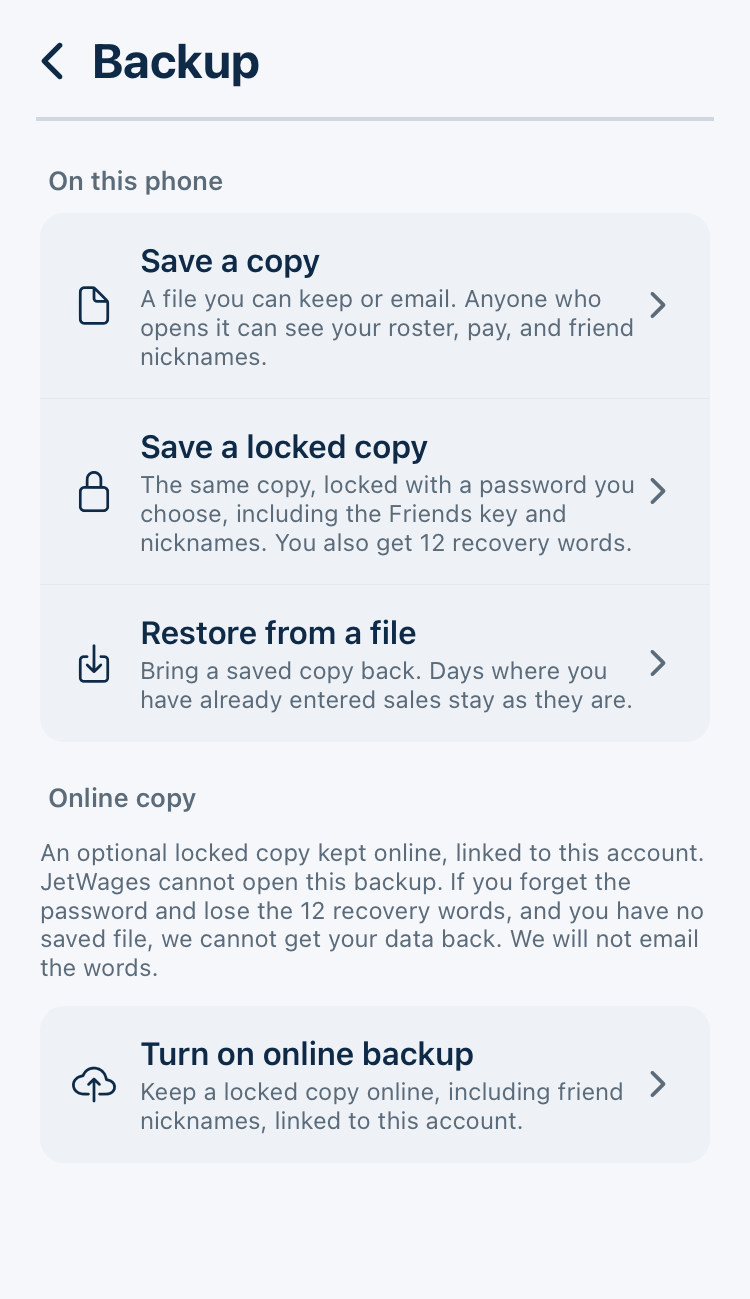 Backup
On this phone
Save a copy
A file you can keep or email. Anyone who
opens it can see your roster, pay, and friend
nicknames.
Save a locked copy
The same copy, locked with a password you
choose, including the Friends key and
nicknames. You also get 12 recovery words.
Restore from a file
Bring a saved copy back. Days where you
have already entered sales stay as they are.
Online copy
An optional locked copy kept online, linked to this account.
JetWages cannot open this backup. If you forget the
password and lose the 12 recovery words, and you have no
saved file, we cannot get your data back. We will not email
the words.
Turn on online backup
Keep a locked copy online, including friend
nicknames, linked to this account.